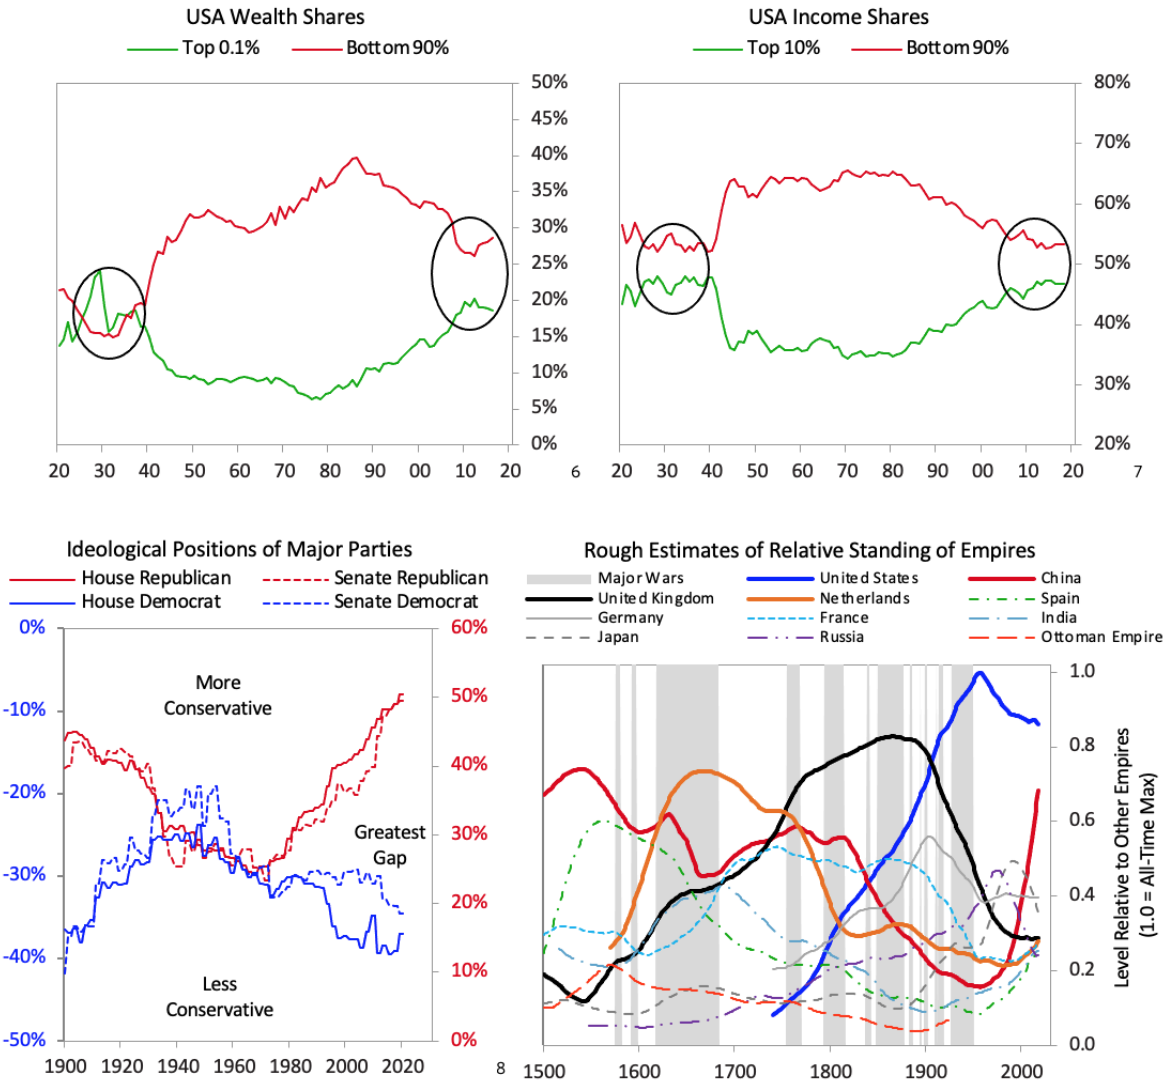 USA Wealth Shares
Top 0.1% Bottom 90%
50%
45%
40%
35%
30%
25%
20%
15%
10%
5%
0%
20 30 40 50 60 70 80 90 00 10 20
6
USA Income Shares
Top 10% Bottom 90%
80%
70%
60%
50%
40%
30%
20%
20 30 40 50 60 70 80 90 00 10 20
7
Ideological Positions of Major Parties
House Republican Senate Republican
House Democrat Senate Democrat
0% 60%
-10% 50%
-20% 40%
-30% 30%
-40% 20%
-50% 10%
0%
More
Conservative
Greatest
Gap
Less
Conservative
1900 1920 1940 1960 1980 2000 2020
8
Rough Estimates of Relative Standing of Empires
Major Wars United States China
United Kingdom Netherlands Spain
Germany France India
Japan Russia Ottoman Empire
1.0
0.8
0.6
0.4
0.2
0.0
Level Relative to Other Empires
(1.0 = All-Time Max)
1500 1600 1700 1800 1900 2000